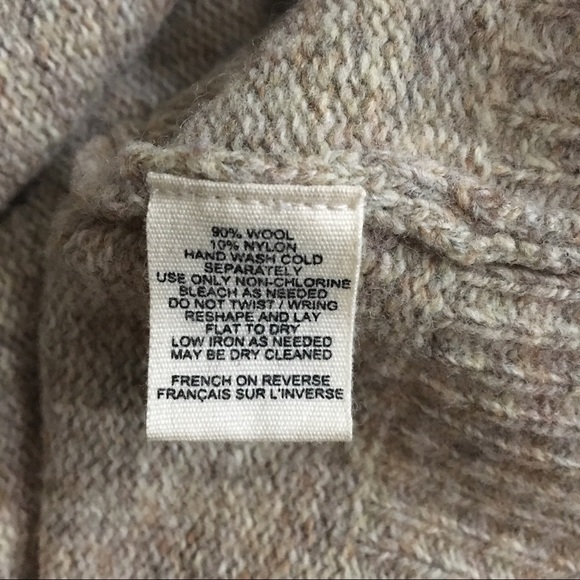 90% WOOL
10% NYLON
HAND WASH COLD
SEPARATELY
USE ONLY NON-CHLORINE
BLEACH AS NEEDED
DO NOT TWIST / WRING
RESHAPE AND LAY
FLAT TO DRY
LOW IRON AS NEEDED
MAY BE DRY CLEANED
FRENCH ON REVERSE
FRANÇAIS SUR L'INVERSE